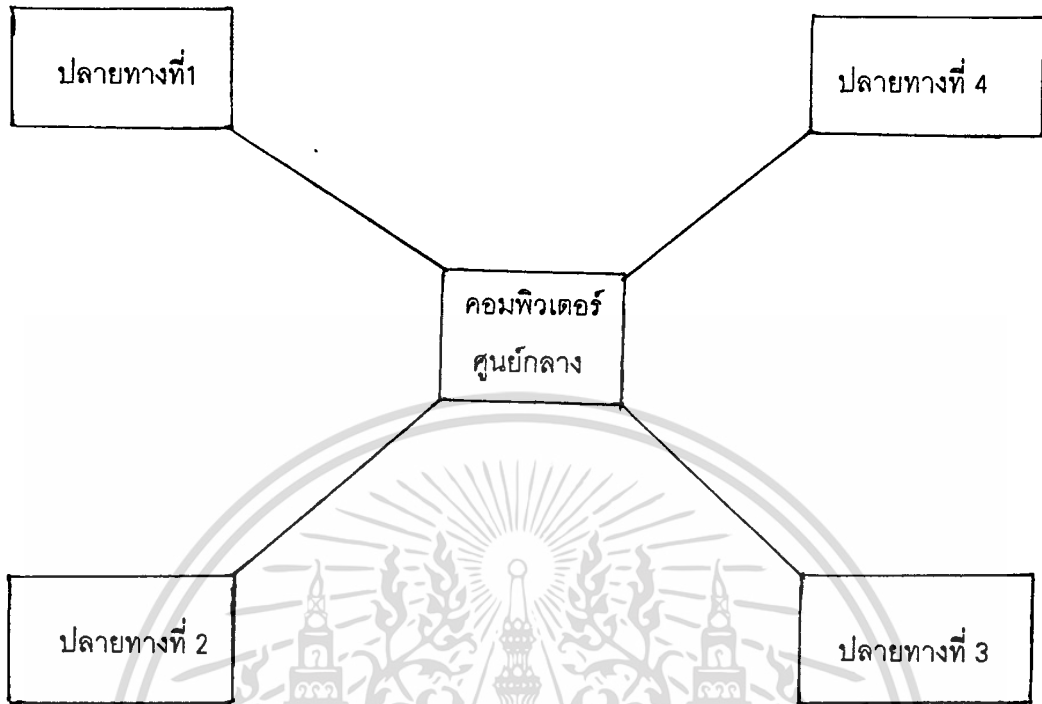 ปลายทางที่1
ปลายทางที่ 4
คอมพิวเตอร์
ศูนย์กลาง
ปลายทางที่ 2
ปลายทางที่ 3